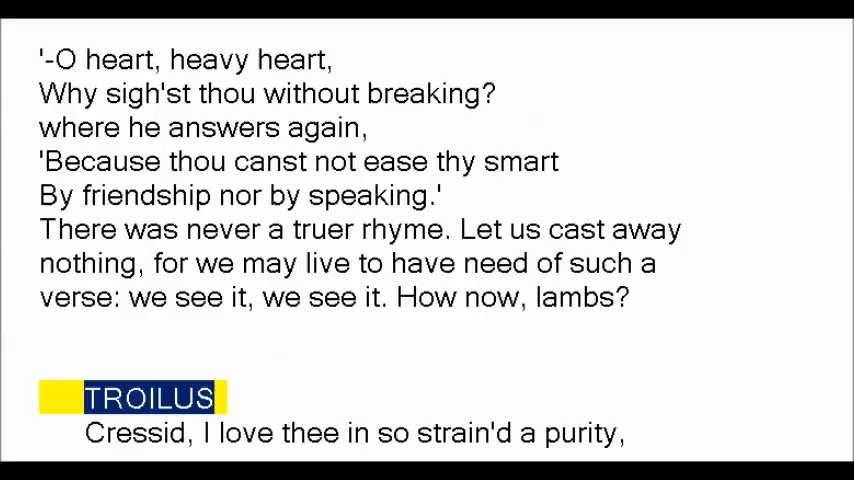 '-O heart, heavy heart,
Why sigh'st thou without breaking?
where he answers again,
'Because thou canst not ease thy smart
By friendship nor by speaking.'
There was never a truer rhyme. Let us cast away
nothing, for we may live to have need of such a
verse: we see it, we see it. How now, lambs?
TROILUS
Cressid, I love thee in so strain'd a purity,